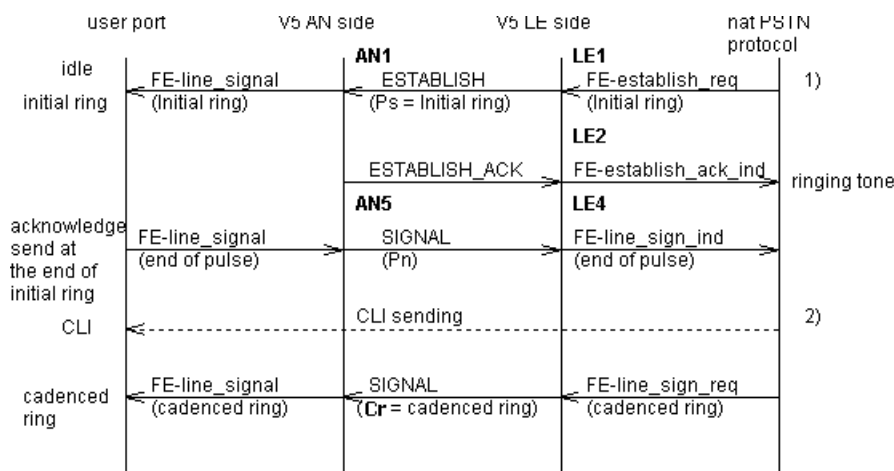 user port V5 AN side V5 LE side nat PSTN
protocol
idle AN1 LE1
FE-line_signal ESTABLISH FE-establish_req 1)
initial ring (Initial ring) (Ps = Initial ring) (Initial ring)
LE2
ESTABLISH_ACK FE-establish_ack_ind
ringing tone
AN5 LE4
acknowledge
send at FE-line_signal SIGNAL FE-line_sign_ind
the end of (end of pulse) (Pn) (end of pulse)
initial ring
CLI CLI sending 2)
FE-line_signal SIGNAL FE-line_sign_req
cadenced (cadenced ring) (Cr = cadenced ring) (cadenced ring)
ring